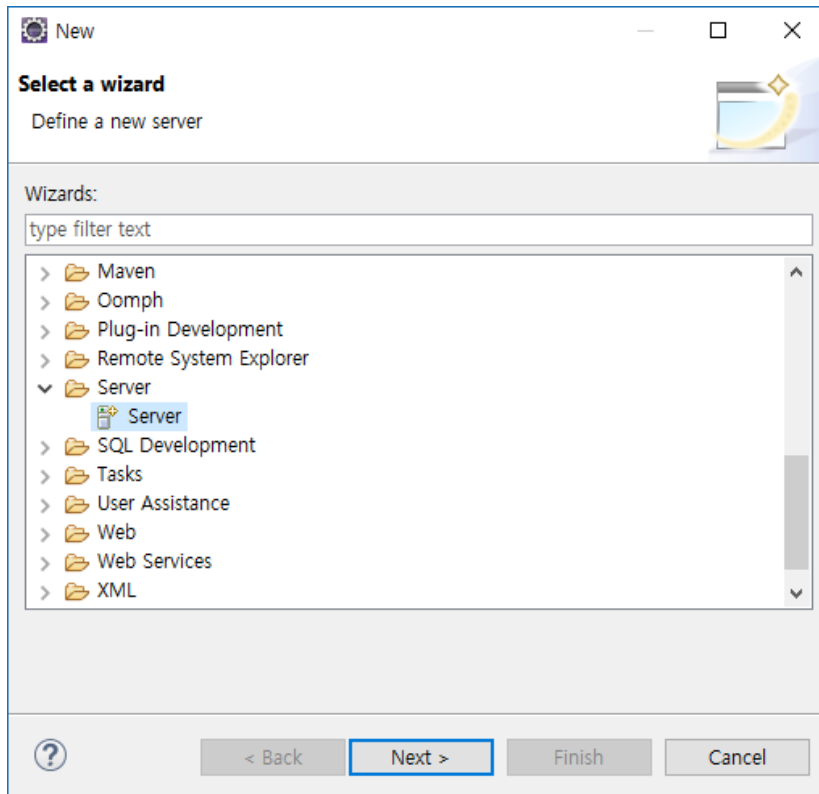 New
Select a wizard
Define a new server
Wizards:
type filter text
Maven
Oomph
Plug-in Development
Remote System Explorer
Server
Server
SQL Development
Tasks
User Assistance
Web
Web Services
XML
? < Back Next > Finish Cancel